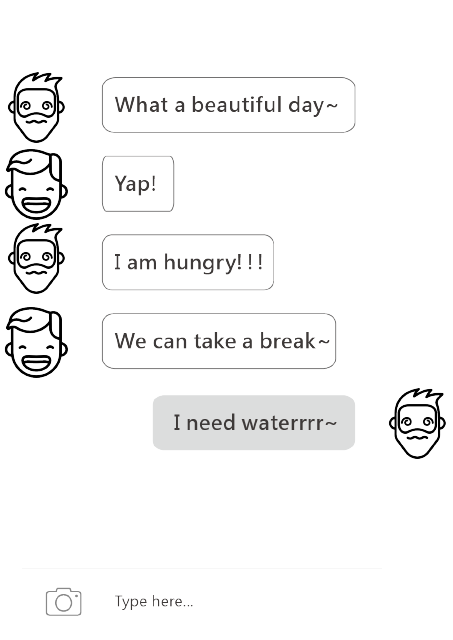 What a beautiful day~
Yap!
I am hungry!!!
We can take a break~
I need waterrrr~
Type here...